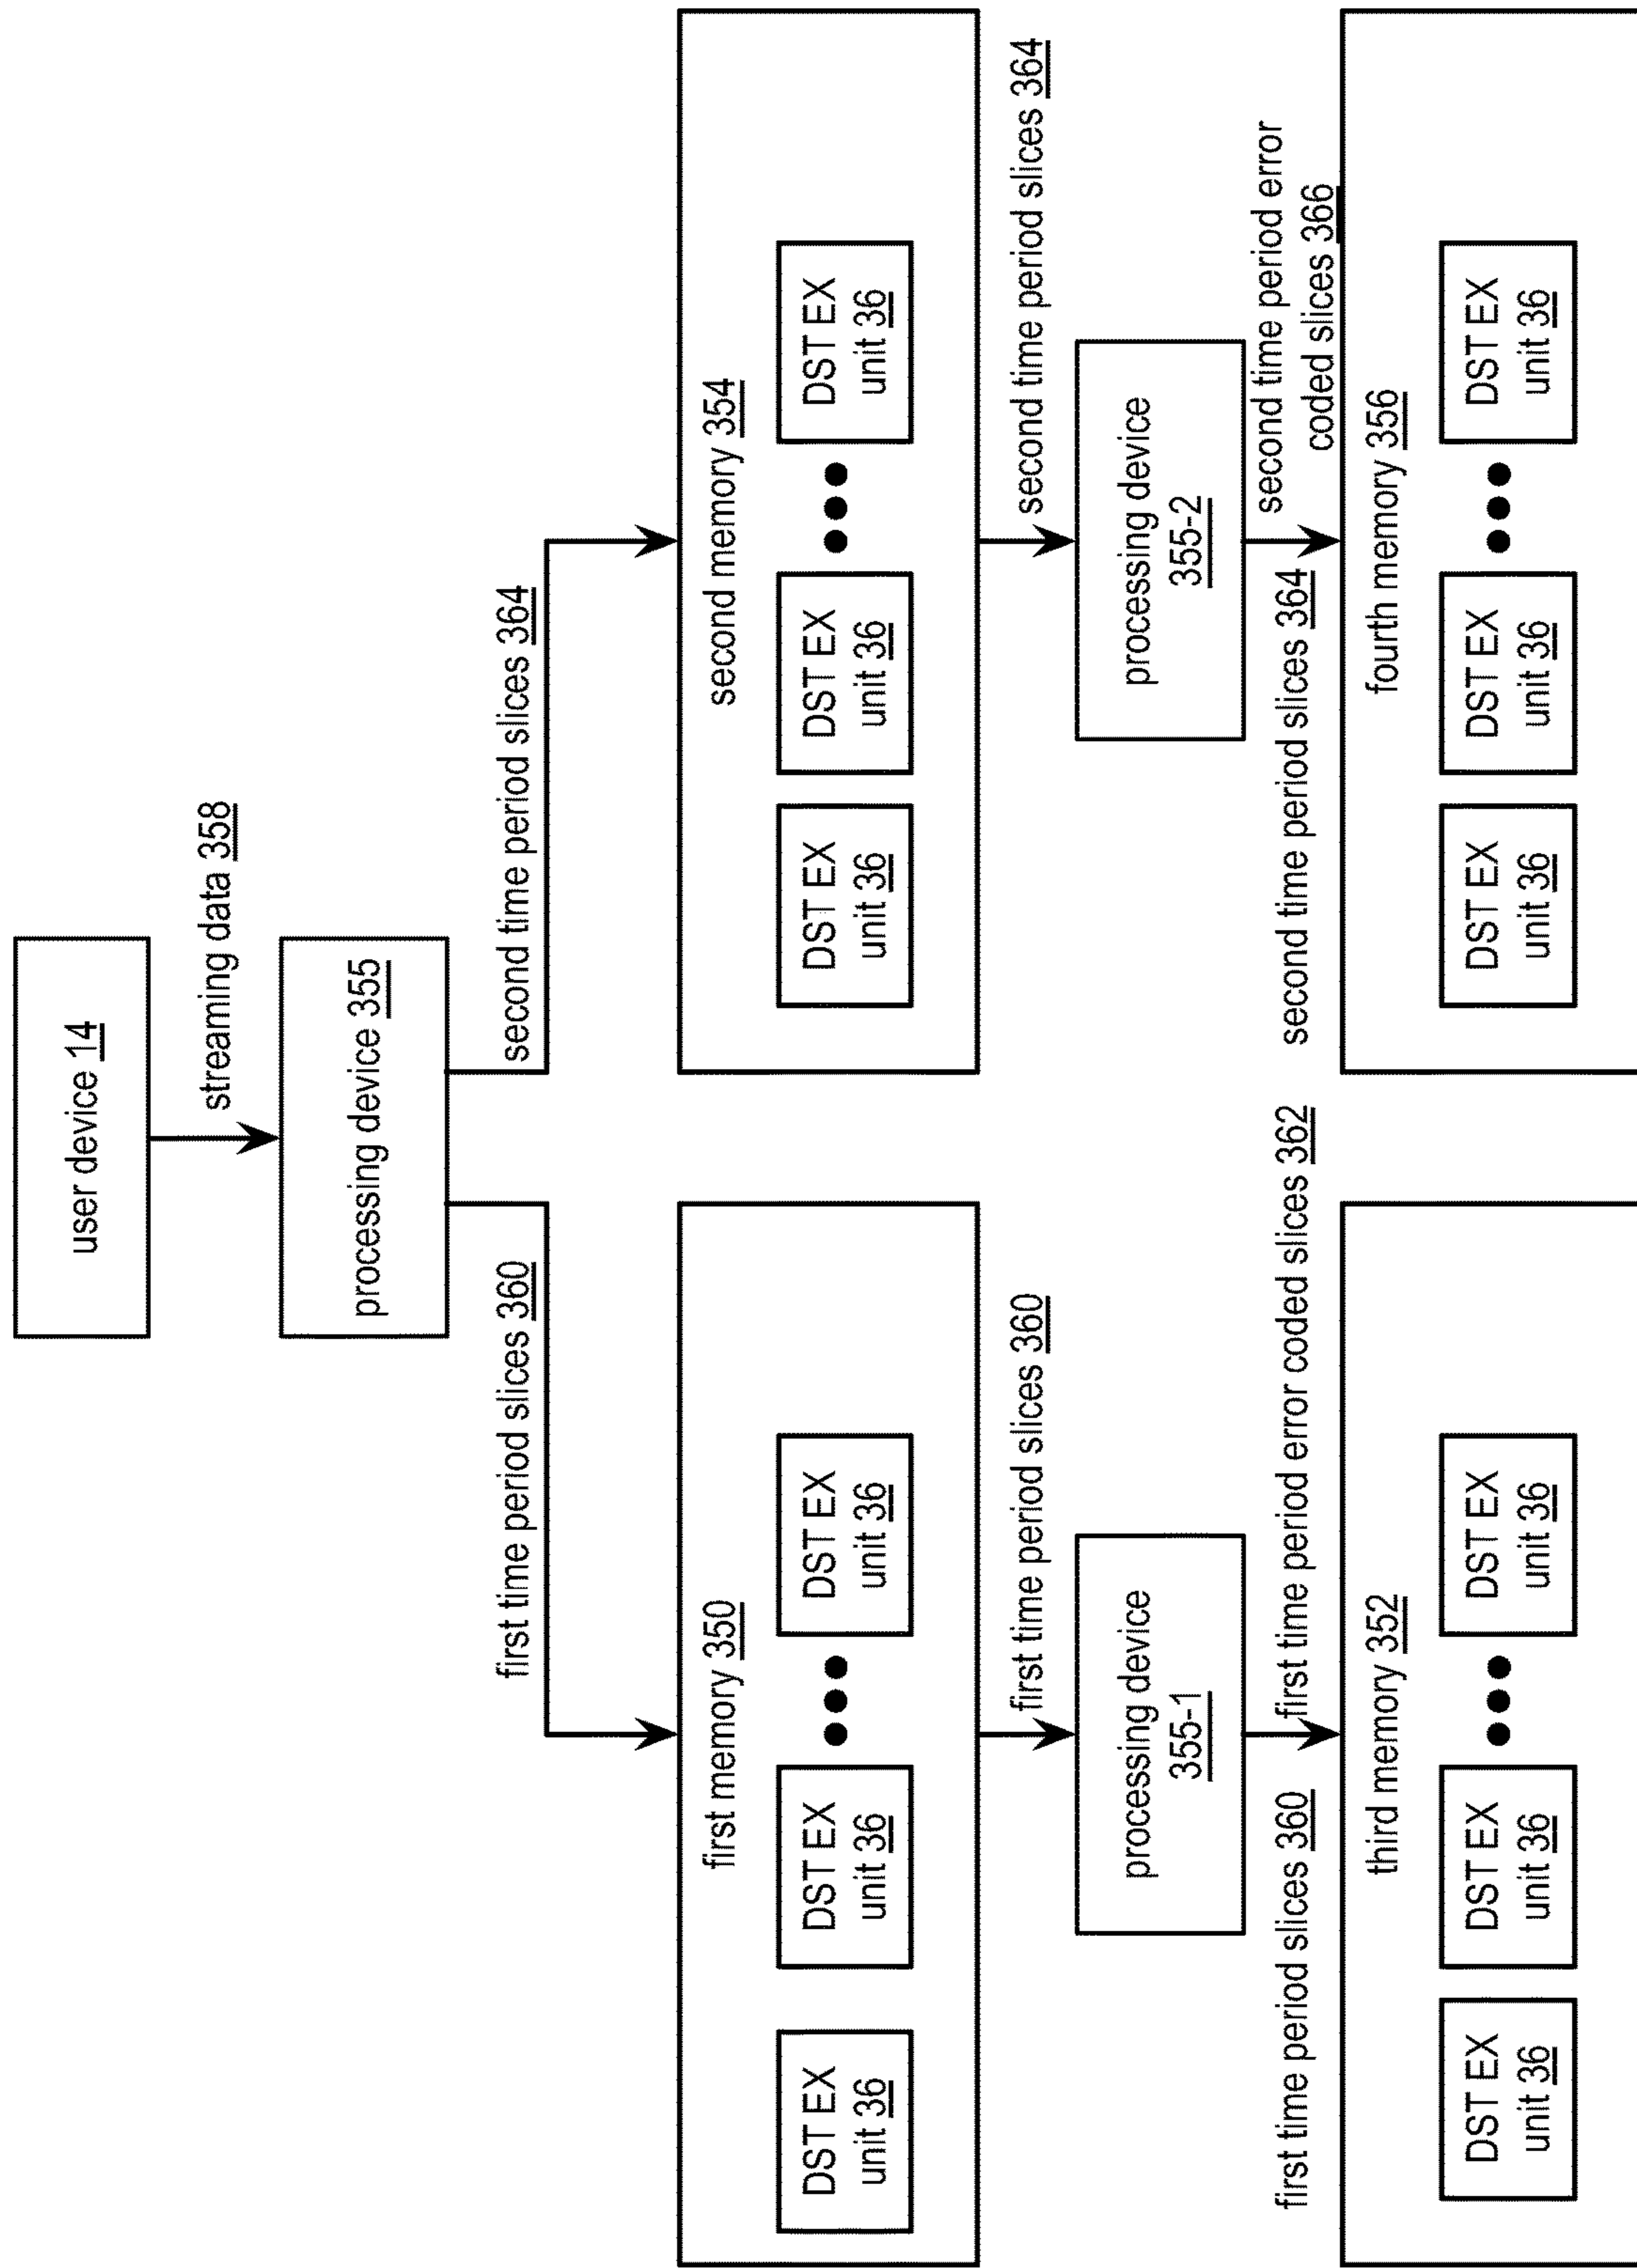 user device 14
streaming data 358
processing device 355
first time period slices 360
second time period slices 364
first memory 350
DST EX
unit 36
DST EX
unit 36
DST EX
unit 36
second memory 354
DST EX
unit 36
DST EX
unit 36
DST EX
unit 36
first time period slices 360
second time period slices 364
processing device
355-1
processing device
355-2
first time period slices 360
first time period error coded slices 362
second time period slices 364
second time period error
coded slices 366
third memory 352
DST EX
unit 36
DST EX
unit 36
DST EX
unit 36
fourth memory 356
DST EX
unit 36
DST EX
unit 36
DST EX
unit 36